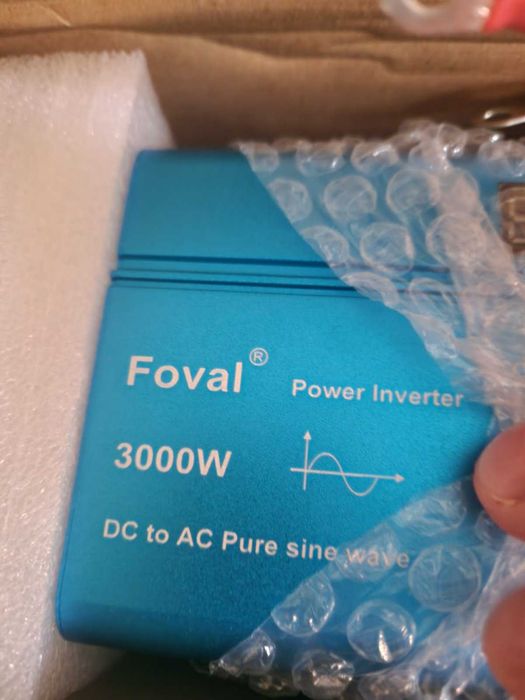 Foval®
Power Inverter
3000W
DC to AC Pure sine wave